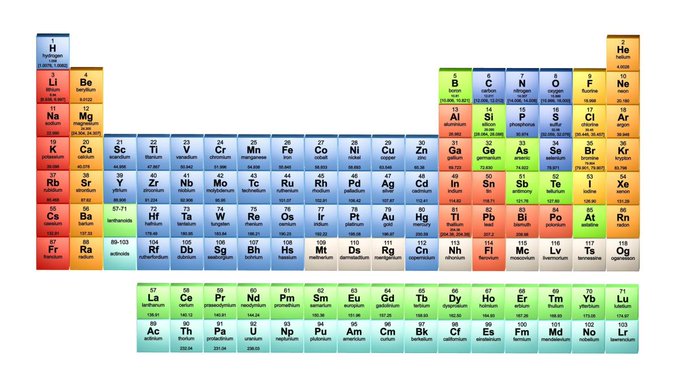 1 2
H He
hydrogen helium
1.008 4.0026
[1.0078, 1.0082]
3 4 5 6 7 8 9 10
Li Be B C N O F Ne
lithium beryllium boron carbon nitrogen oxygen fluorine neon
6.94 9.0122 10.81 12.011 14.007 15.999 18.998 20.180
[6.938, 6.997] [10.806, 10.821] [12.009, 12.012] [14.006, 14.008] [15.999, 16.000]
11 12 13 14 15 16 17 18
Na Mg Al Si P S Cl Ar
sodium magnesium aluminium silicon phosphorus sulfur chlorine argon
22.990 24.305 26.982 28.085 30.974 32.06 35.45 39.948
[24.304, 24.307] [28.084, 28.086] [32.059, 32.076] [35.446, 35.457]
19 20 21 22 23 24 25 26 27 28 29 30 31 32 33 34 35 36
K Ca Sc Ti V Cr Mn Fe Co Ni Cu Zn Ga Ge As Se Br Kr
potassium calcium scandium titanium vanadium chromium manganese iron cobalt nickel copper zinc gallium germanium arsenic selenium bromine krypton
39.098 40.078 44.956 47.867 50.942 51.996 54.938 55.845 58.933 58.693 63.546 65.38 69.723 72.630 74.922 78.971 79.904 83.798
[79.901, 79.907]
37 38 39 40 41 42 43 44 45 46 47 48 49 50 51 52 53 54
Rb Sr Y Zr Nb Mo Tc Ru Rh Pd Ag Cd In Sn Sb Te I Xe
rubidium strontium yttrium zirconium niobium molybdenum technetium ruthenium rhodium palladium silver cadmium indium tin antimony tellurium iodine xenon
85.468 87.62 88.906 91.224 92.906 95.95 101.07 102.91 106.42 107.87 112.41 114.82 118.71 121.76 127.60 126.90 131.29
55 56 57-71 72 73 74 75 76 77 78 79 80 81 82 83 84 85 86
Cs Ba lanthanoids Hf Ta W Re Os Ir Pt Au Hg Tl Pb Bi Po At Rn
caesium barium hafnium tantalum tungsten rhenium osmium iridium platinum gold mercury thallium lead bismuth polonium astatine radon
132.91 137.33 178.49 180.95 183.84 186.21 190.23 192.22 195.08 196.97 200.59 204.38 207.2 208.98
[204.38, 204.39]
87 88 89-103 104 105 106 107 108 109 110 111 112 113 114 115 116 117 118
Fr Ra actinoids Rf Db Sg Bh Hs Mt Ds Rg Cn Nh Fl Mc Lv Ts Og
francium radium rutherfordium dubnium seaborgium bohrium hassium meitnerium darmstadtium roentgenium copernicium nihonium flerovium moscovium livermorium tennessine oganesson
57 58 59 60 61 62 63 64 65 66 67 68 69 70 71
La Ce Pr Nd Pm Sm Eu Gd Tb Dy Ho Er Tm Yb Lu
lanthanum cerium praseodymium neodymium promethium samarium europium gadolinium terbium dysprosium holmium erbium thulium ytterbium lutetium
138.91 140.12 140.91 144.24 150.36 151.96 157.25 158.93 162.50 164.93 167.26 168.93 173.05 174.97
89 90 91 92 93 94 95 96 97 98 99 100 101 102 103
Ac Th Pa U Np Pu Am Cm Bk Cf Es Fm Md No Lr
actinium thorium protactinium uranium neptunium plutonium americium curium berkelium californium einsteinium fermium mendelevium nobelium lawrencium
232.04 231.04 238.03